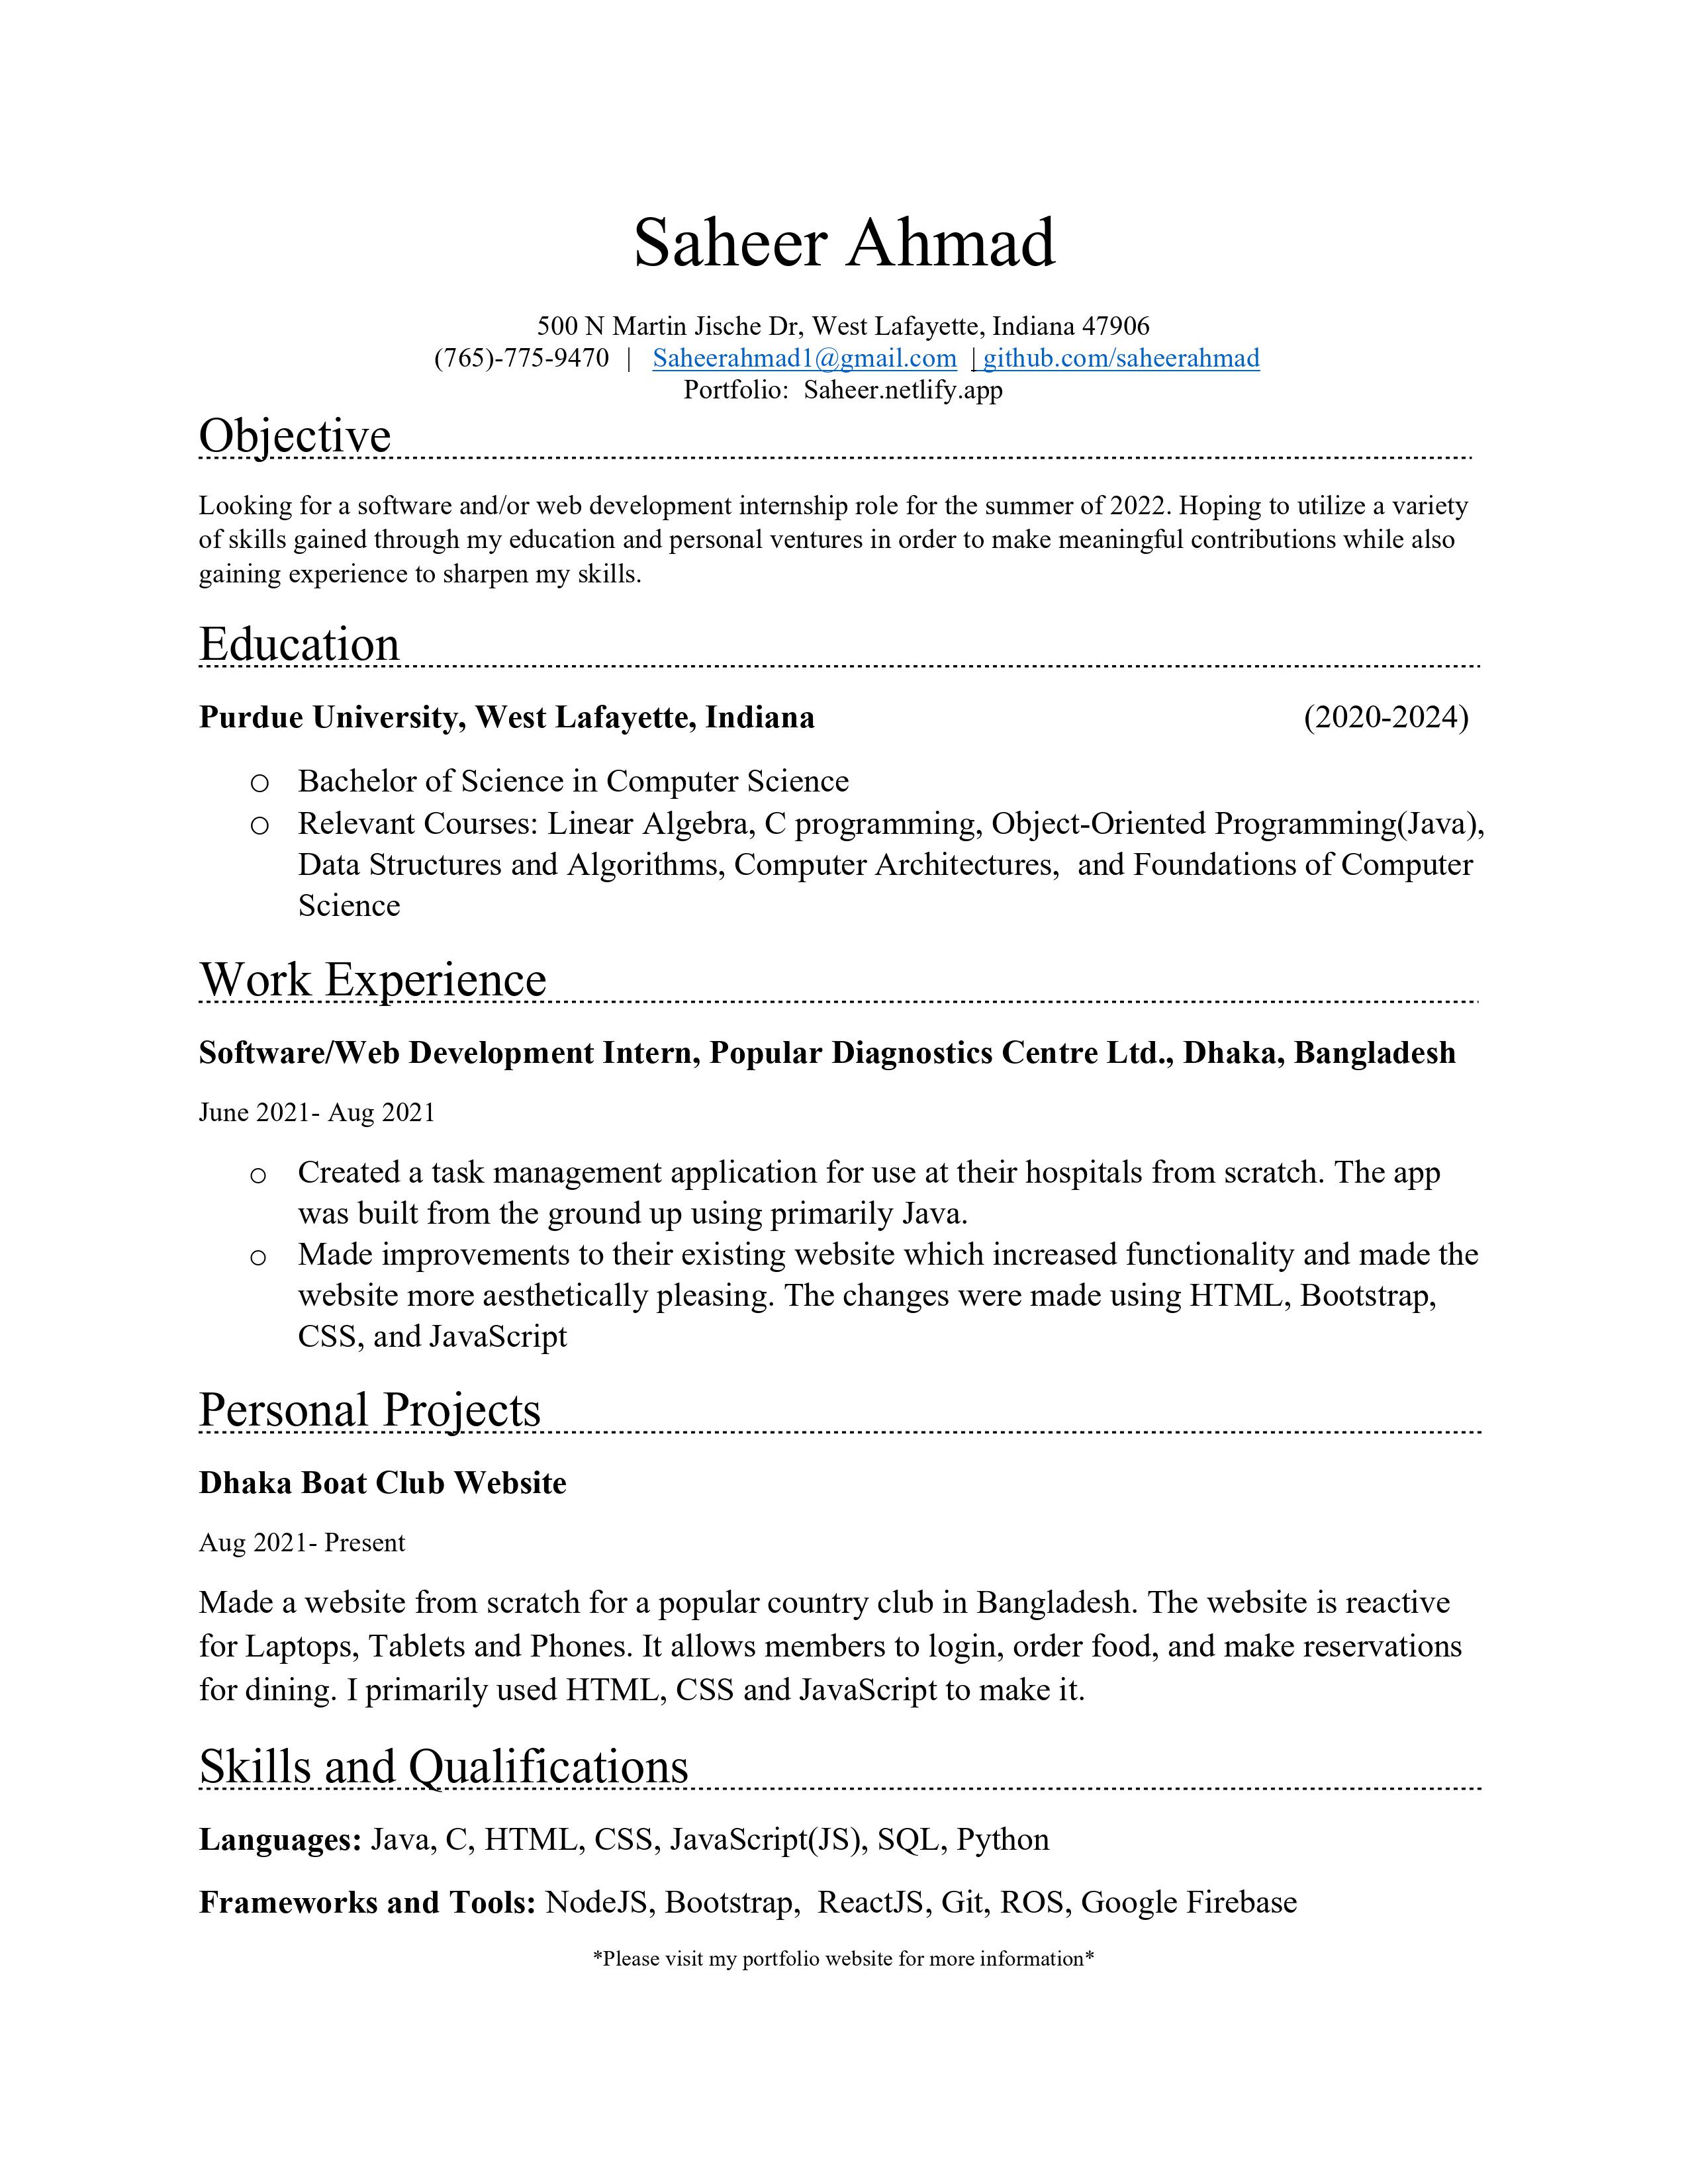 Saheer Ahmad
500 N Martin Jische Dr, West Lafayette, Indiana 47906
(765)-775-9470 | Saheerahmad1@gmail.com | github.com/saheerahmad
Portfolio: Saheer.netlify.app
Objective
Looking for a software and/or web development internship role for the summer of 2022. Hoping to utilize a variety
of skills gained through my education and personal ventures in order to make meaningful contributions while also
gaining experience to sharpen my skills.
Education
Purdue University, West Lafayette, Indiana (2020-2024)
o Bachelor of Science in Computer Science
o Relevant Courses: Linear Algebra, C programming, Object-Oriented Programming(Java),
Data Structures and Algorithms, Computer Architectures, and Foundations of Computer
Science
Work Experience
Software/Web Development Intern, Popular Diagnostics Centre Ltd., Dhaka, Bangladesh
June 2021- Aug 2021
o Created a task management application for use at their hospitals from scratch. The app
was built from the ground up using primarily Java.
o Made improvements to their existing website which increased functionality and made the
website more aesthetically pleasing. The changes were made using HTML, Bootstrap,
CSS, and JavaScript
Personal Projects
Dhaka Boat Club Website
Aug 2021- Present
Made a website from scratch for a popular country club in Bangladesh. The website is reactive
for Laptops, Tablets and Phones. It allows members to login, order food, and make reservations
for dining. I primarily used HTML, CSS and JavaScript to make it.
Skills and Qualifications
Languages: Java, C, HTML, CSS, JavaScript(JS), SQL, Python
Frameworks and Tools: NodeJS, Bootstrap, ReactJS, Git, ROS, Google Firebase
*Please visit my portfolio website for more information*